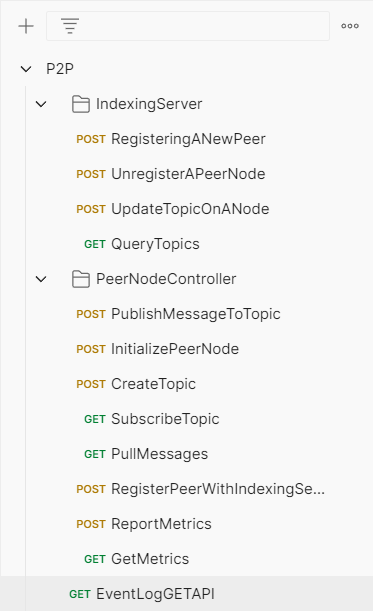 P2P
IndexingServer
POST RegisteringANewPeer
POST UnregisterAPeerNode
POST UpdateTopicOnANode
GET QueryTopics
PeerNodeController
POST PublishMessageToTopic
POST InitializePeerNode
POST CreateTopic
GET SubscribeTopic
GET PullMessages
POST RegisterPeerWithIndexingSe...
POST ReportMetrics
GET GetMetrics
GET EventLogGETAPI